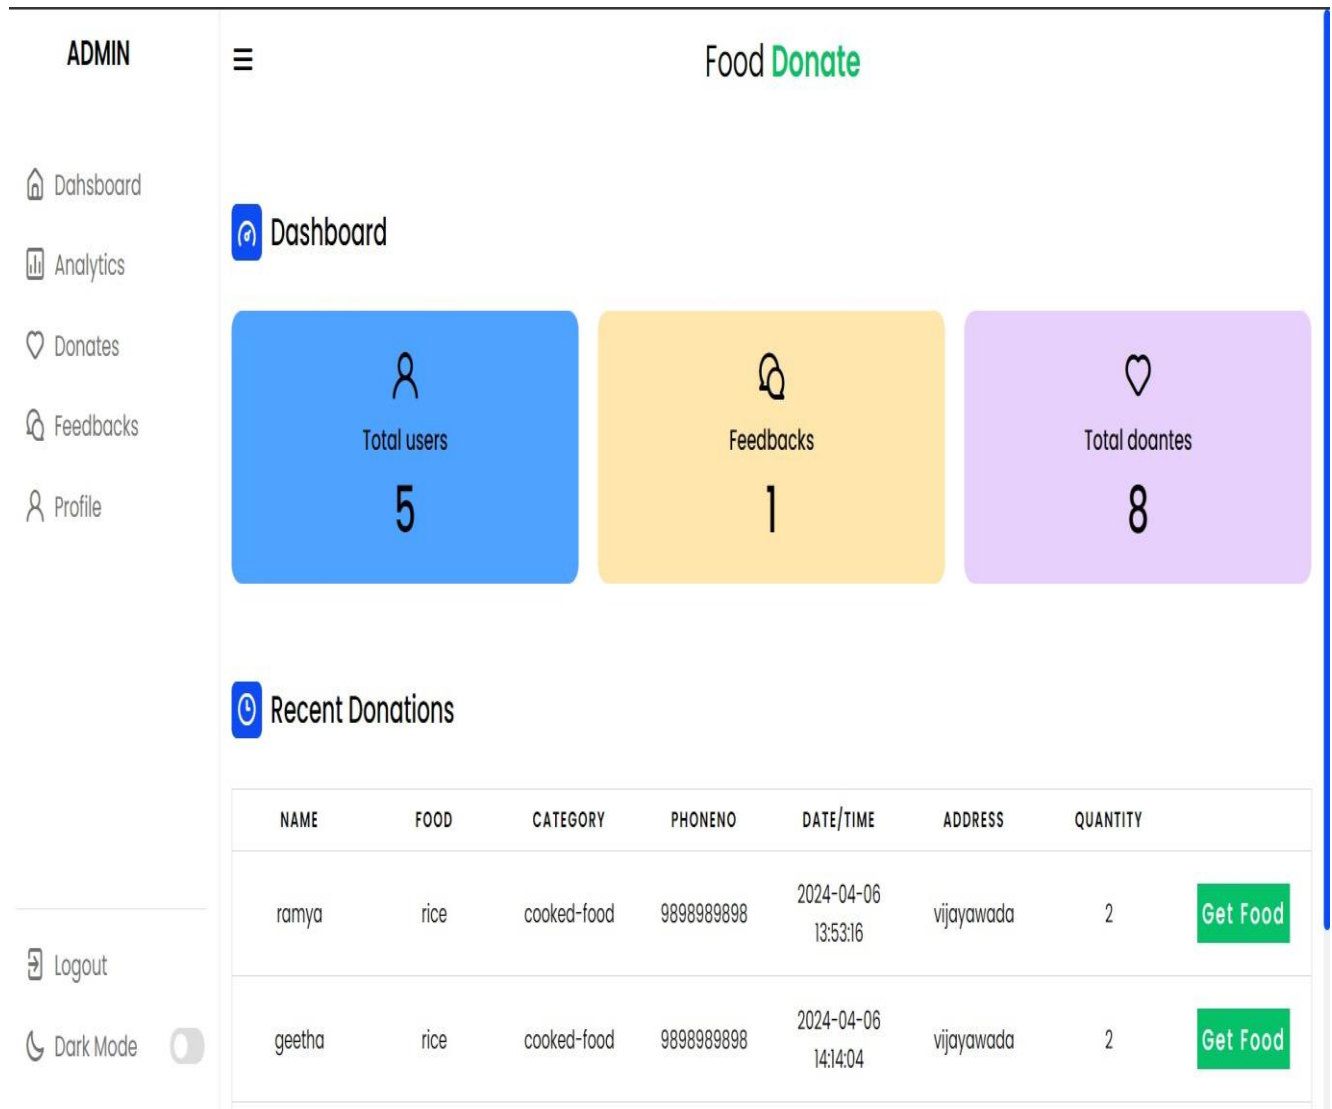 ADMIN
Food Donate
Dahsboard
Analytics
Donates
Feedbacks
Profile
Logout
Dark Mode
Dashboard
Total users
5
Feedbacks
1
Total doantes
8
Recent Donations
NAME FOOD CATEGORY PHONENO DATE/TIME ADDRESS QUANTITY
ramya rice cooked-food 9898989898 2024-04-06 13:53:16 vijayawada 2 Get Food
geetha rice cooked-food 9898989898 2024-04-06 14:14:04 vijayawada 2 Get Food